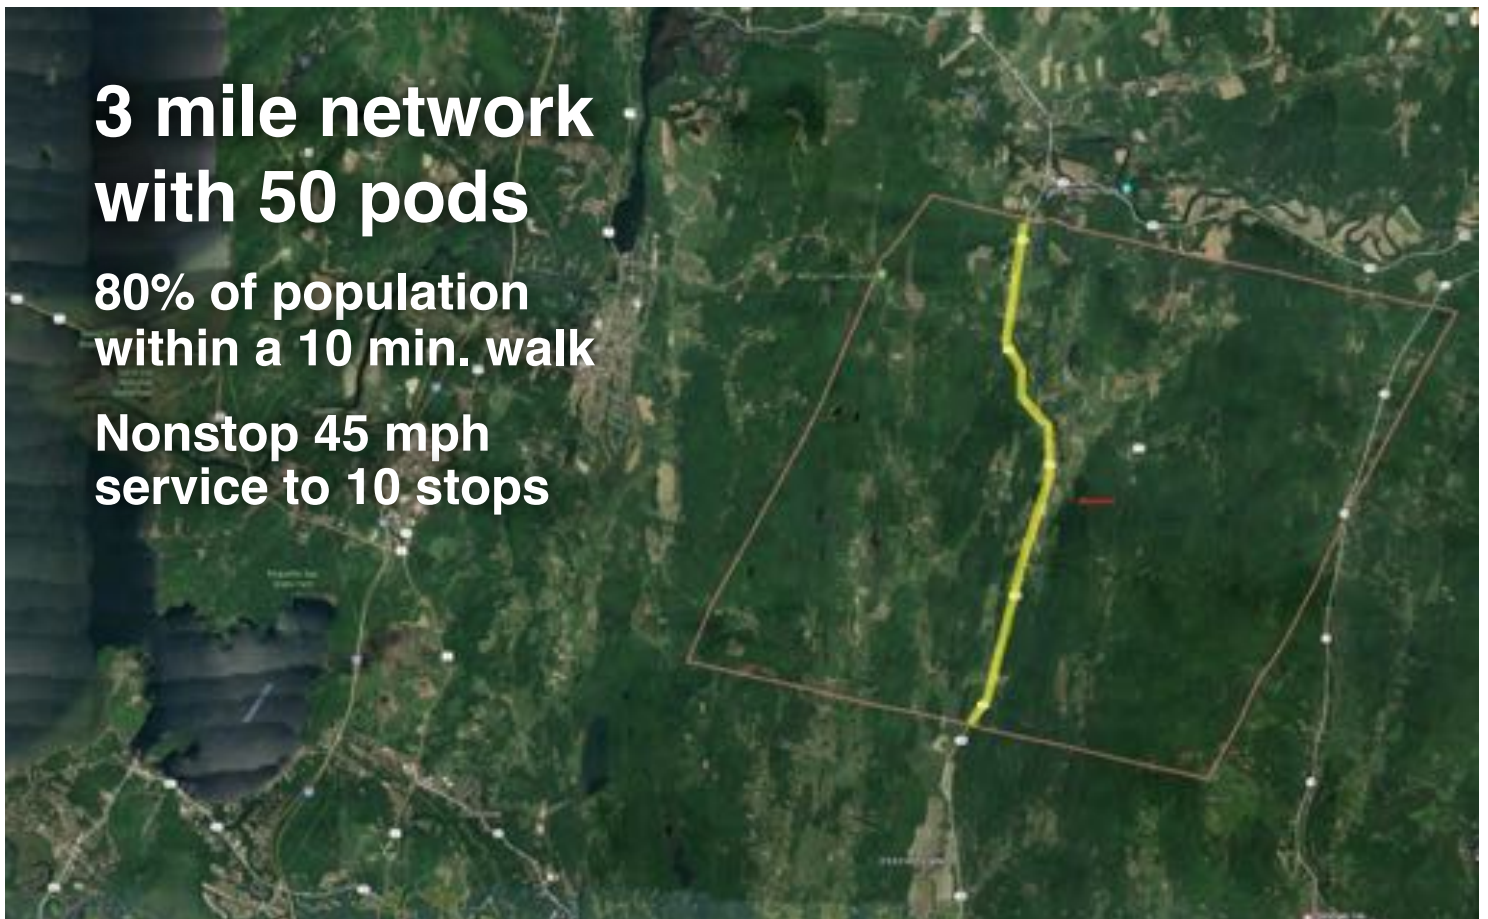 3 mile network
with 50 pods
80% of population
within a 10 min. walk
Nonstop 45 mph
service to 10 stops